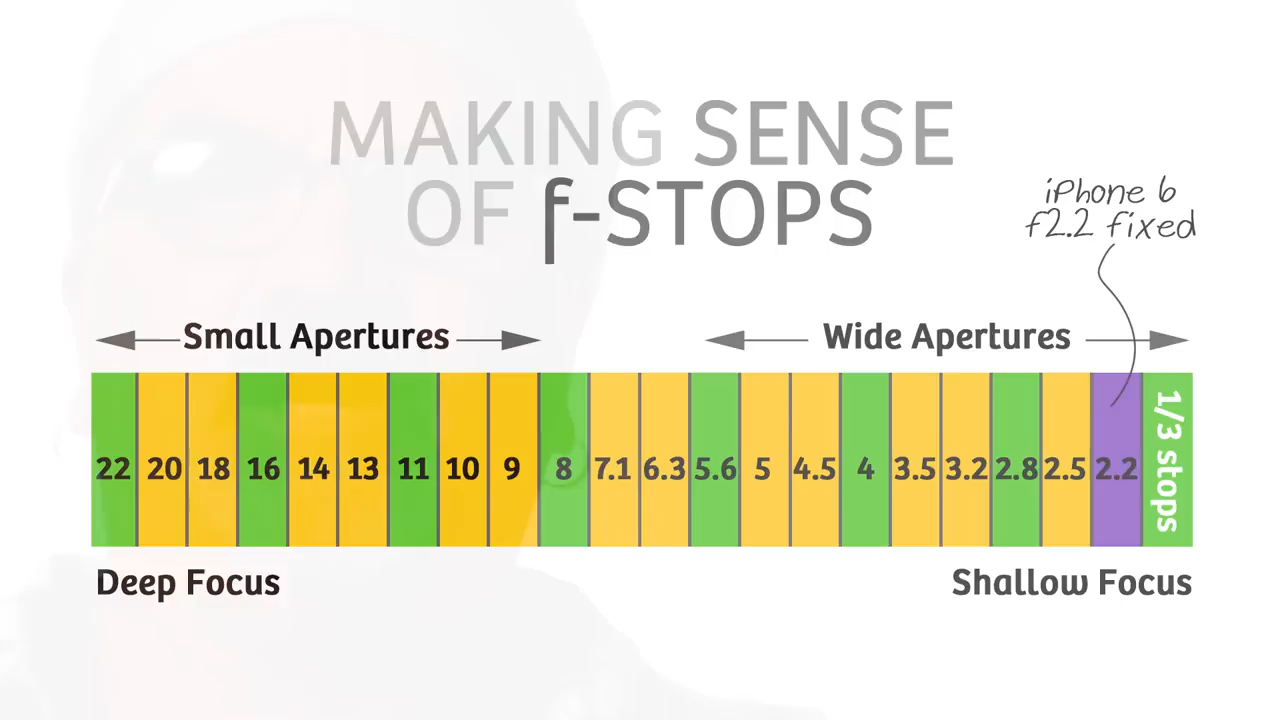 MAKING SENSE
OF f-STOPS
iPhone 6
f2.2 fixed
Small Apertures
Wide Apertures
22 20 18 16 14 13 11 10 9 8 7.1 6.3 5.6 5 4.5 4 3.5 3.2 2.8 2.5 2.2 1/3 stops
Deep Focus
Shallow Focus